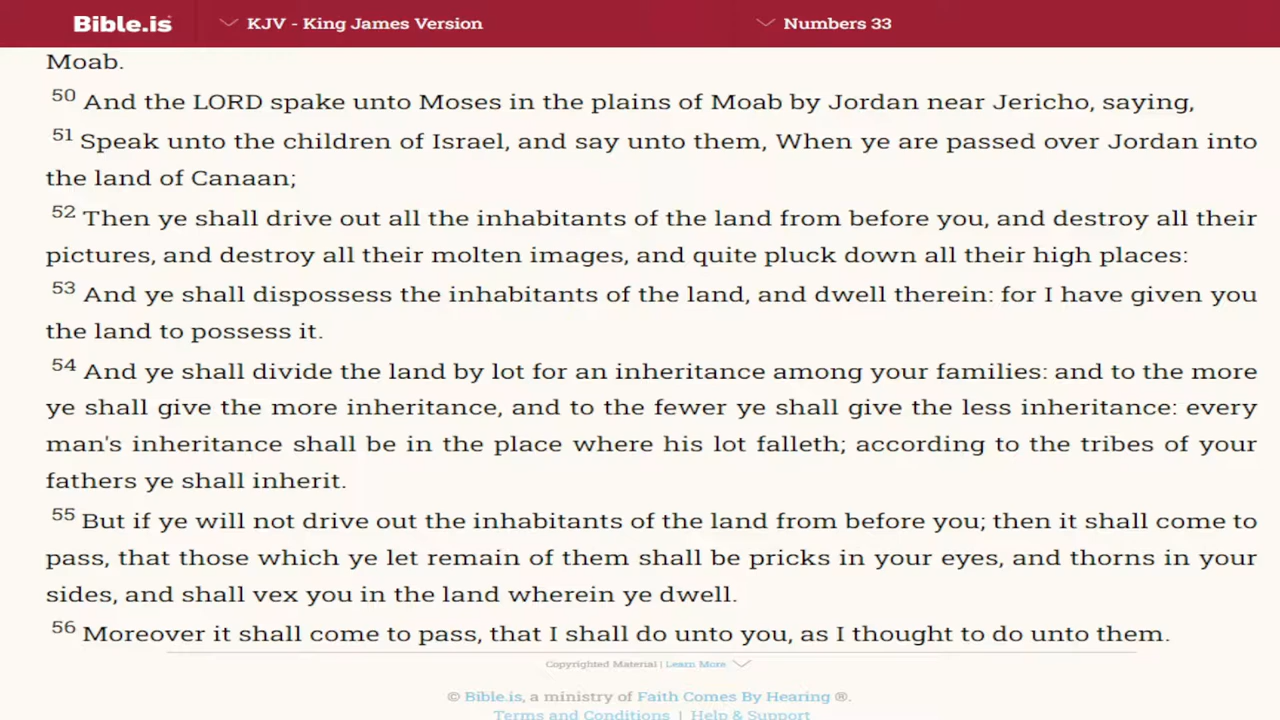 Bible.is KJV - King James Version Numbers 33
Moab.
50 And the LORD spake unto Moses in the plains of Moab by Jordan near Jericho, saying,
51 Speak unto the children of Israel, and say unto them, When ye are passed over Jordan into
the land of Canaan;
52 Then ye shall drive out all the inhabitants of the land from before you, and destroy all their
pictures, and destroy all their molten images, and quite pluck down all their high places:
53 And ye shall dispossess the inhabitants of the land, and dwell therein: for I have given you
the land to possess it.
54 And ye shall divide the land by lot for an inheritance among your families: and to the more
ye shall give the more inheritance, and to the fewer ye shall give the less inheritance: every
man's inheritance shall be in the place where his lot falleth; according to the tribes of your
fathers ye shall inherit.
55 But if ye will not drive out the inhabitants of the land from before you; then it shall come to
pass, that those which ye let remain of them shall be pricks in your eyes, and thorns in your
sides, and shall vex you in the land wherein ye dwell.
56 Moreover it shall come to pass, that I shall do unto you, as I thought to do unto them.
Copyrighted Material | Learn More
© Bible.is, a ministry of Faith Comes By Hearing ®.
Terms and Conditions | Help & Support